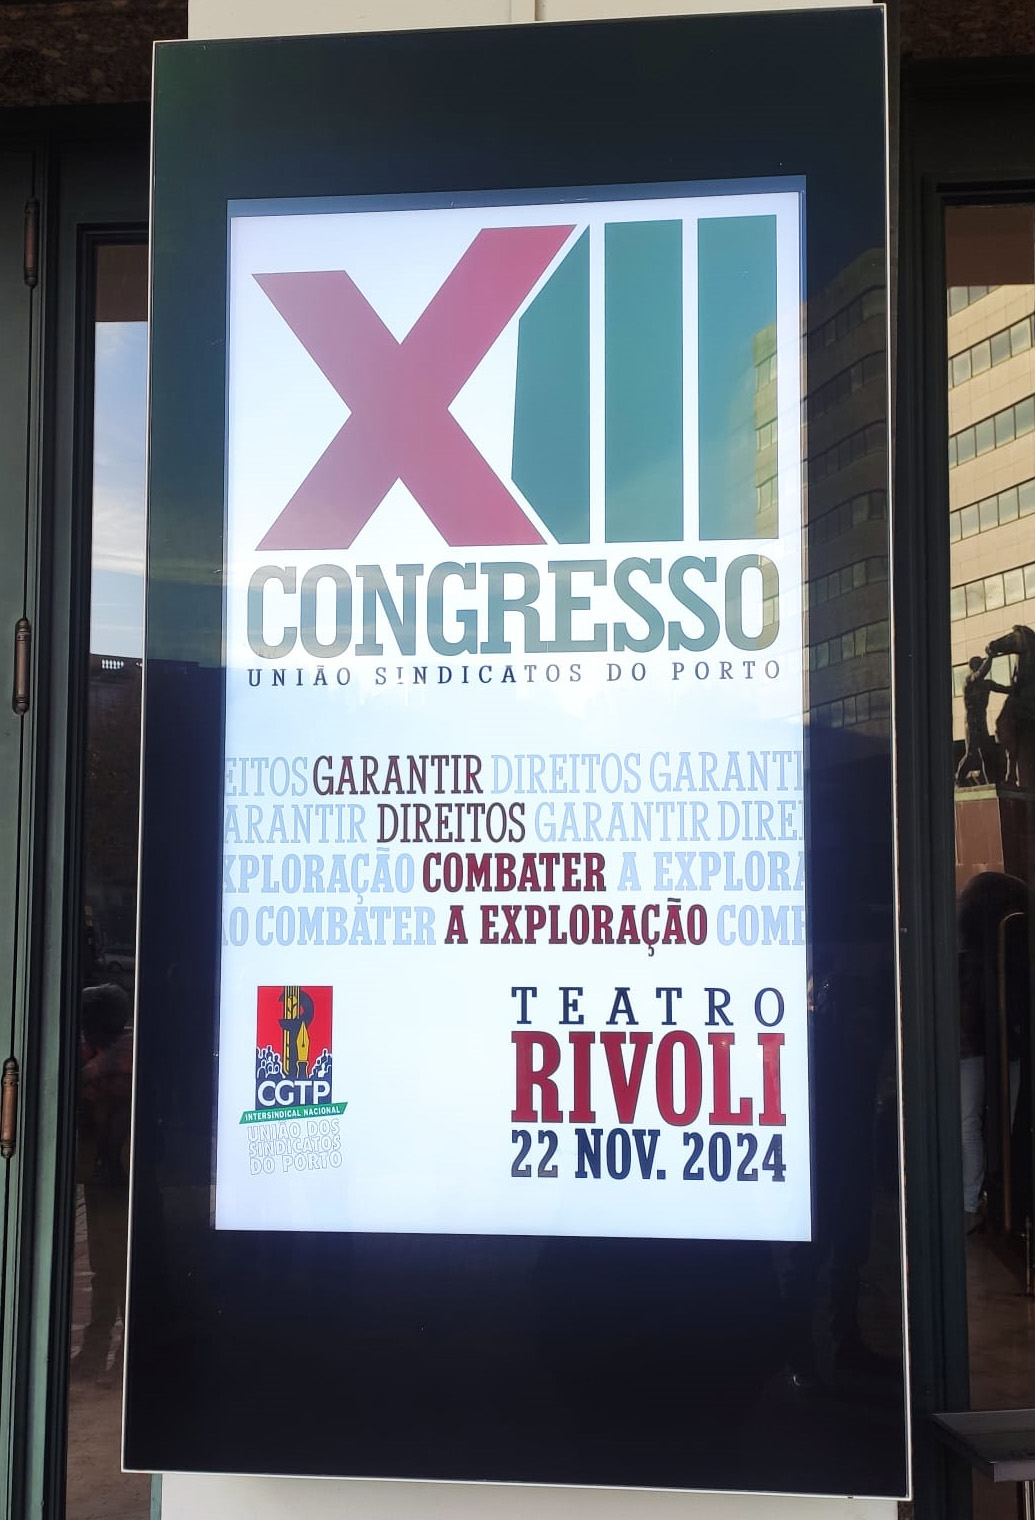 XIII
CONGRESSO
UNIÃO SINDICATOS DO PORTO
EITOS GARANTIR DIREITOS GARANTI
ARANTIR DIREITOS GARANTIR DIREI
XPLORAÇÃO COMBATER A EXPLORA
ÃO COMBATER A EXPLORAÇÃO COMB
TEATRO
RIVOLI
22 NOV. 2024
CGTP
INTERSINDICAL NACIONAL
UNIÃO DOS
SINDICATOS
DO PORTO